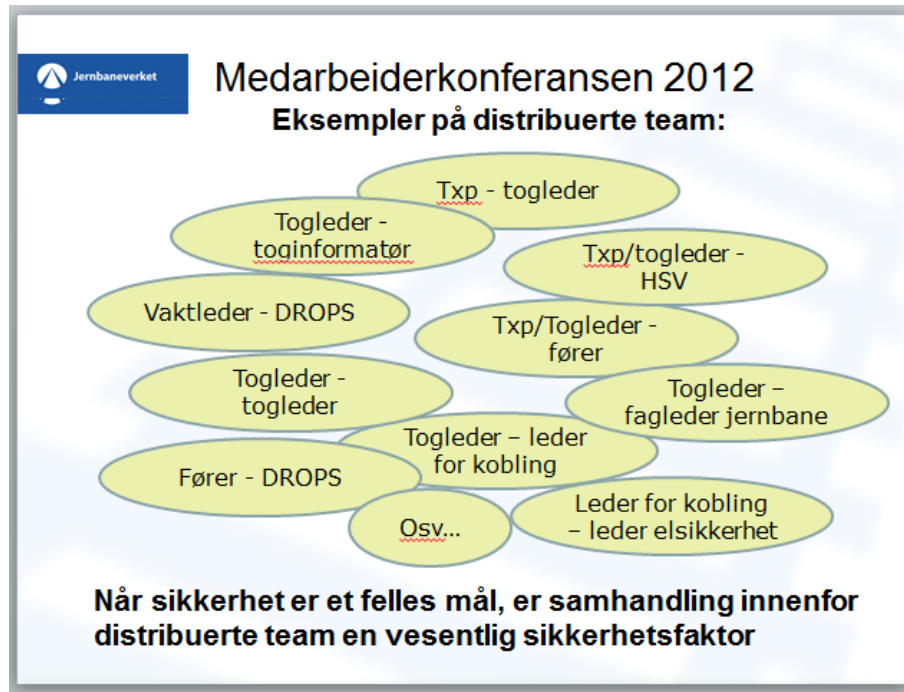 Jernbaneverket
Medarbeiderkonferansen 2012
Eksempler på distribuerte team:
Txp - togleder
Togleder -
toginformatør
Txp/togleder -
HSV
Vaktleder - DROPS
Txp/Togleder -
fører
Togleder -
togleder
Togleder –
fagleder jernbane
Togleder – leder
for kobling
Fører - DROPS
Leder for kobling
– leder elsikkerhet
Osv...
Når sikkerhet er et felles mål, er samhandling innenfor
distribuerte team en vesentlig sikkerhetsfaktor